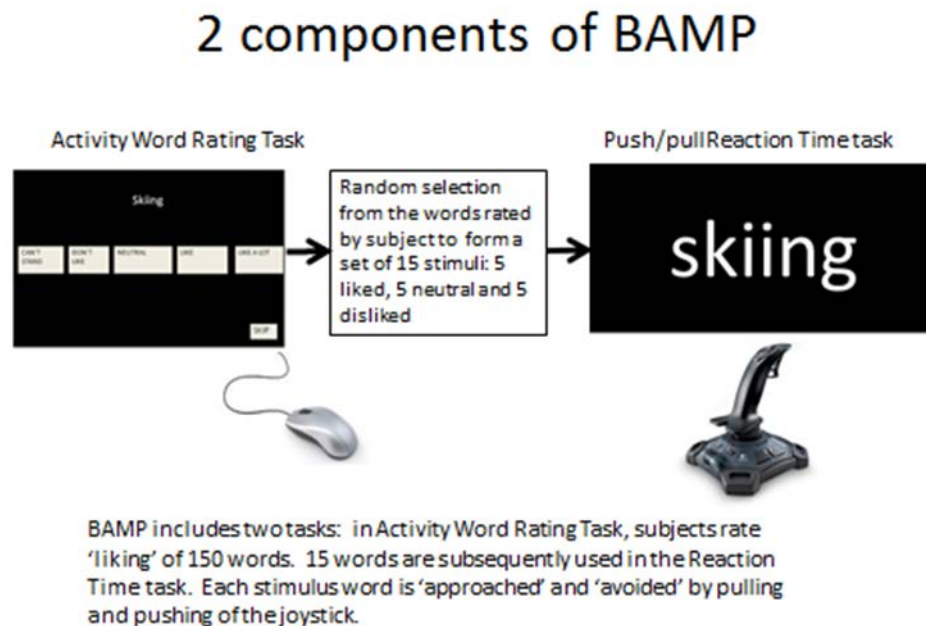 2 components of BAMP
Activity Word Rating Task
Skiing
CAN'T
STAND
DON'T
LIKE
NEUTRAL
LIKE
LIKE A LOT
SKIP
Random selection
from the words rated
by subject to form a
set of 15 stimuli: 5
liked, 5 neutral and 5
disliked
Push/pull Reaction Time task
skiing
BAMP includes two tasks: in Activity Word Rating Task, subjects rate
'liking' of 150 words. 15 words are subsequently used in the Reaction
Time task. Each stimulus word is 'approached' and 'avoided' by pulling
and pushing of the joystick.